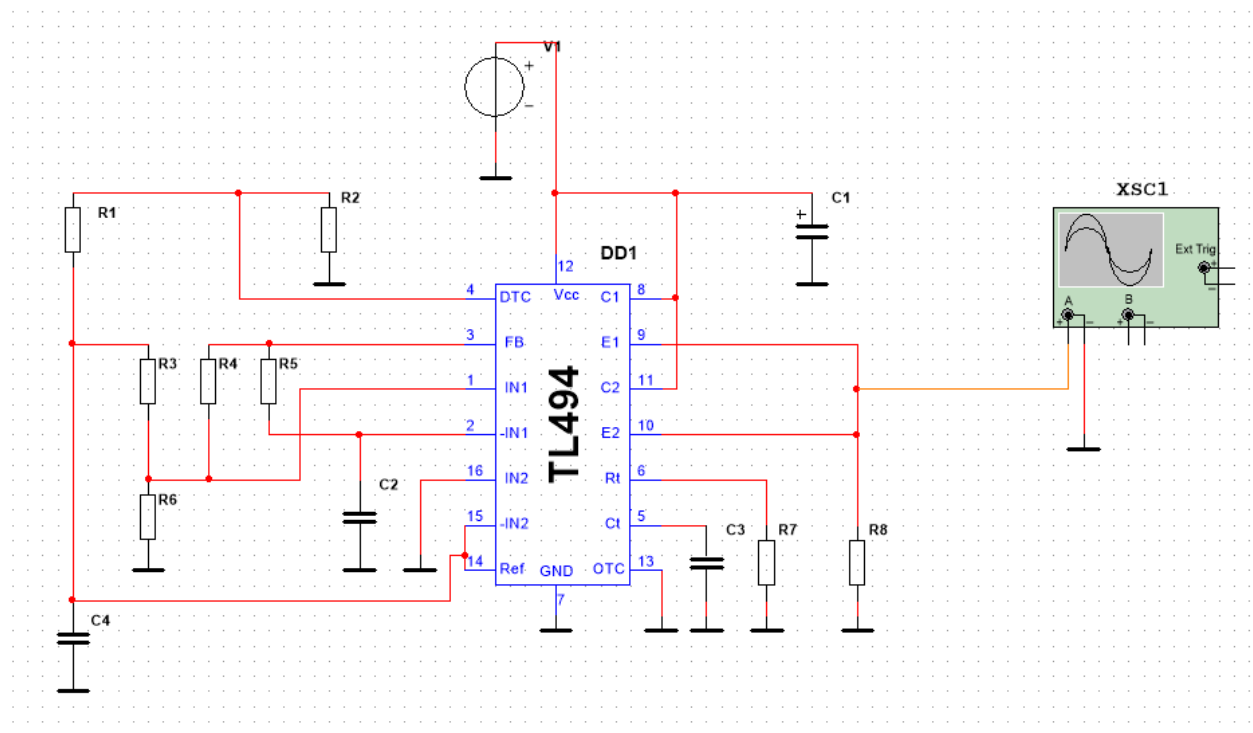 V1
+
−
XSC1
R1
R2
C1
+
Ext Trig
+
−
DD1
12
A
B
+
−
+
−
4
DTC
Vcc
C1
8
3
FB
E1
9
R3
R4
R5
1
IN1
C2
11
2
-IN1
E2
10
TL494
16
IN2
Rt
6
C2
R6
15
-IN2
Ct
5
C3
R7
R8
14
Ref
GND
OTC
13
7
C4